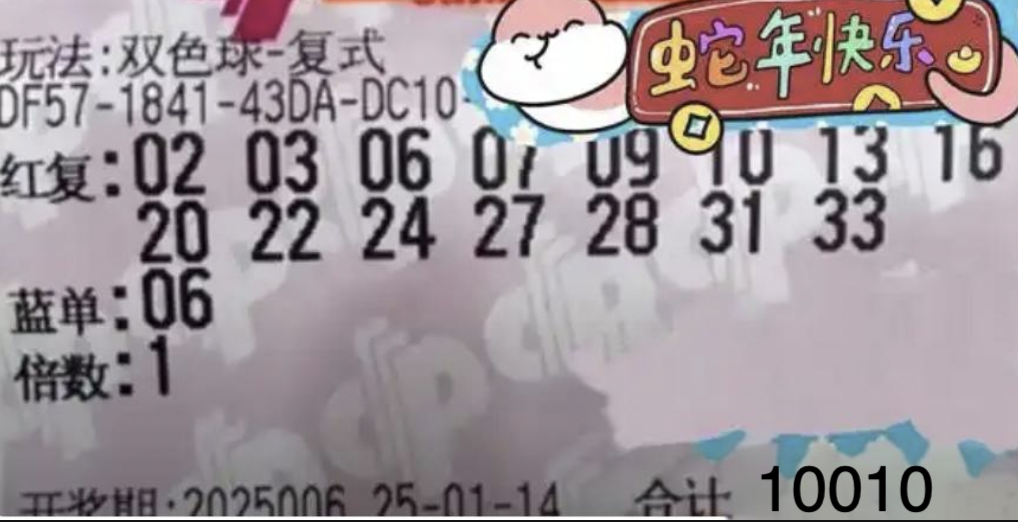 蛇年快乐
玩法:双色球-复式
DF57-1841-43DA-DC10-
红复:02 03 06 07 09 10 13 16
20 22 24 27 28 31 33
蓝单:06
倍数:1
开奖期:2025006 25-01-14 合计 10010